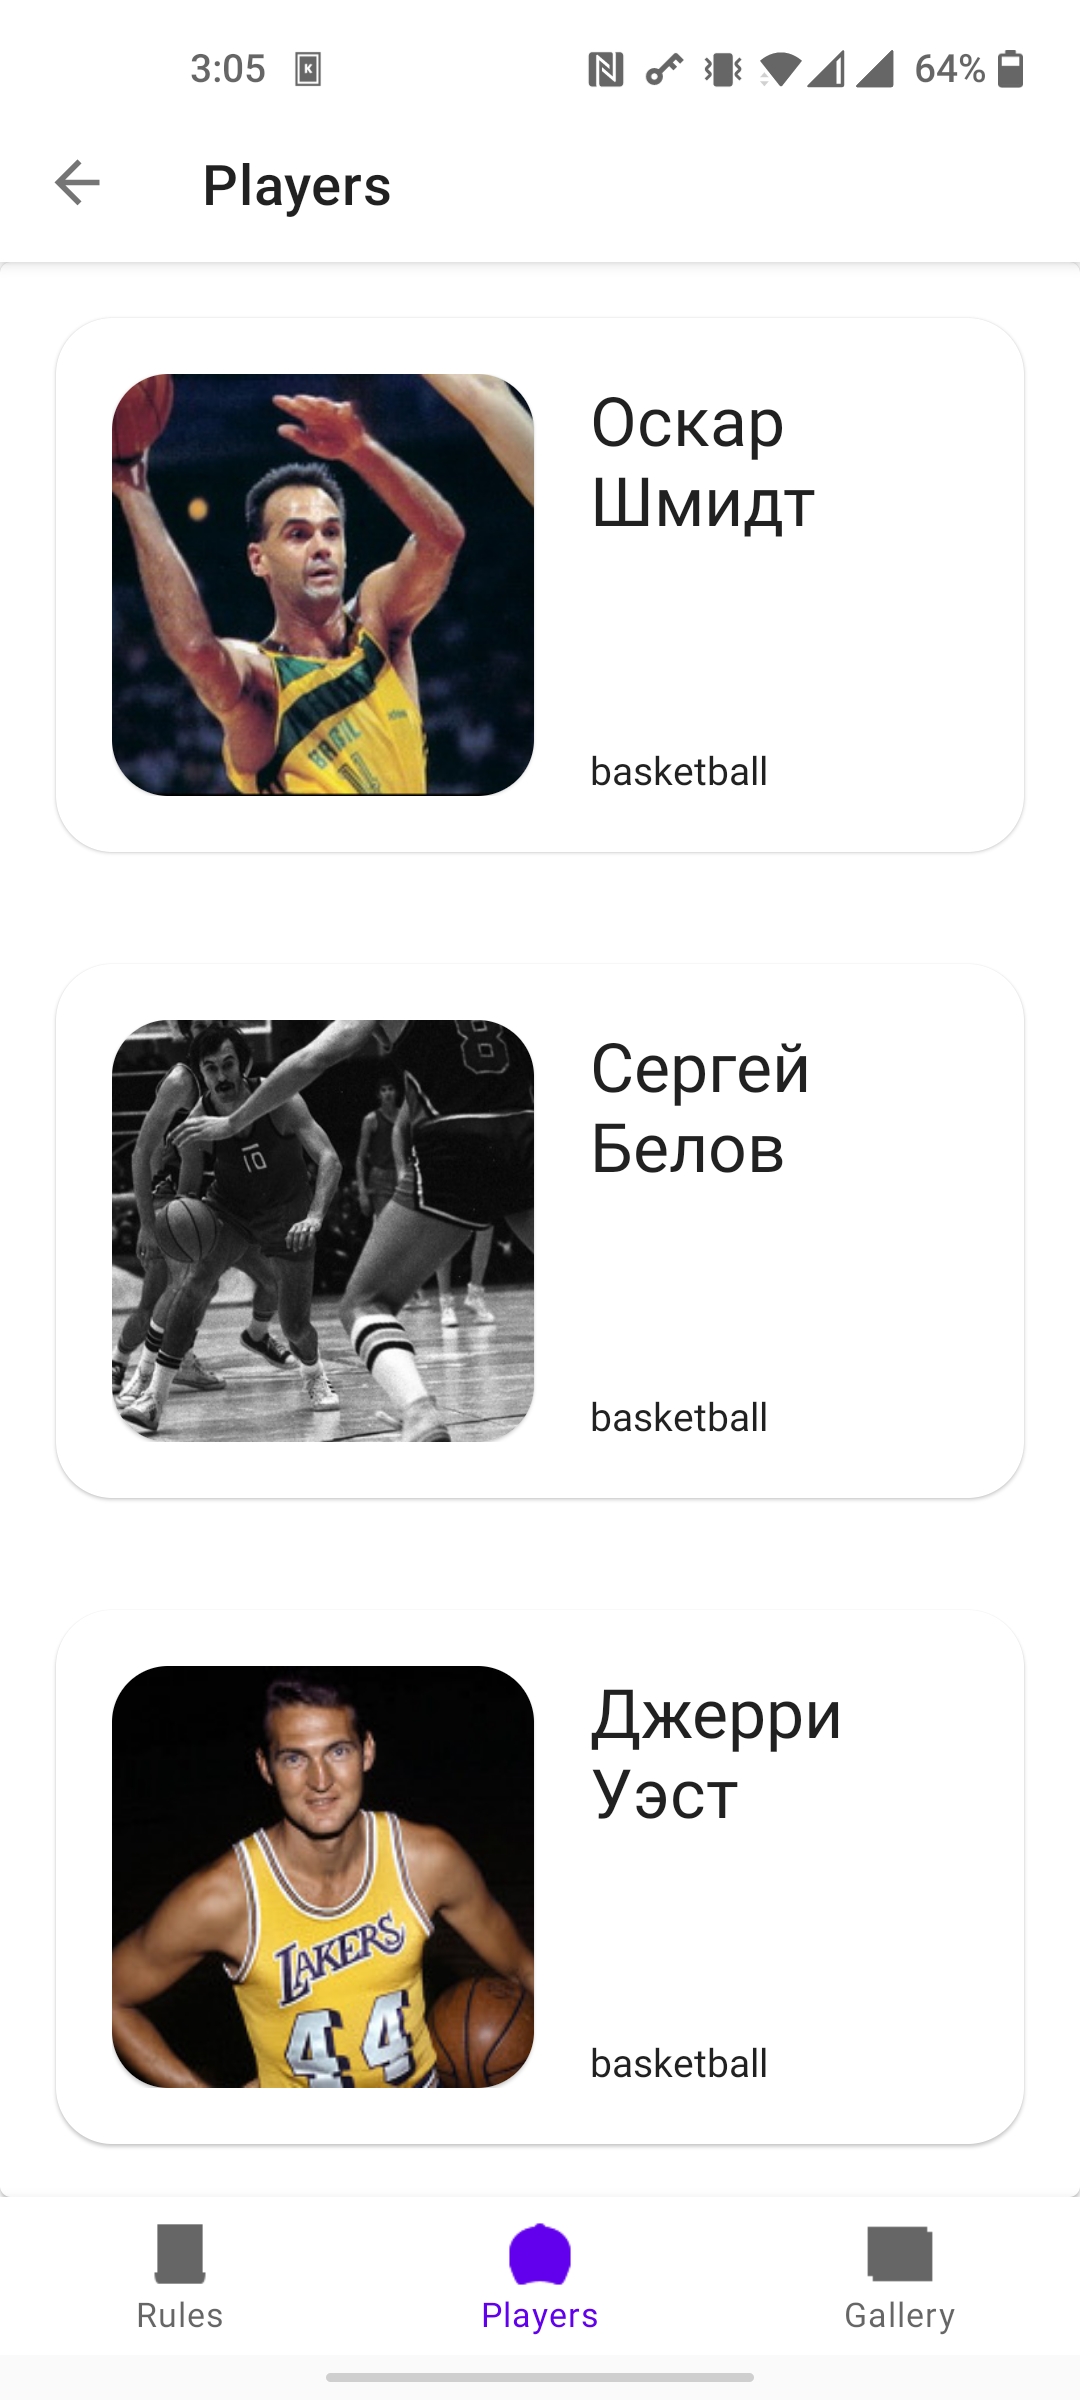 3:05
K
64%
Players
Оскар
Шмидт
BRASIL
basketball
8
10
Сергей
Белов
basketball
LAKERS
44
Джерри
Уэст
basketball
Rules
Players
Gallery